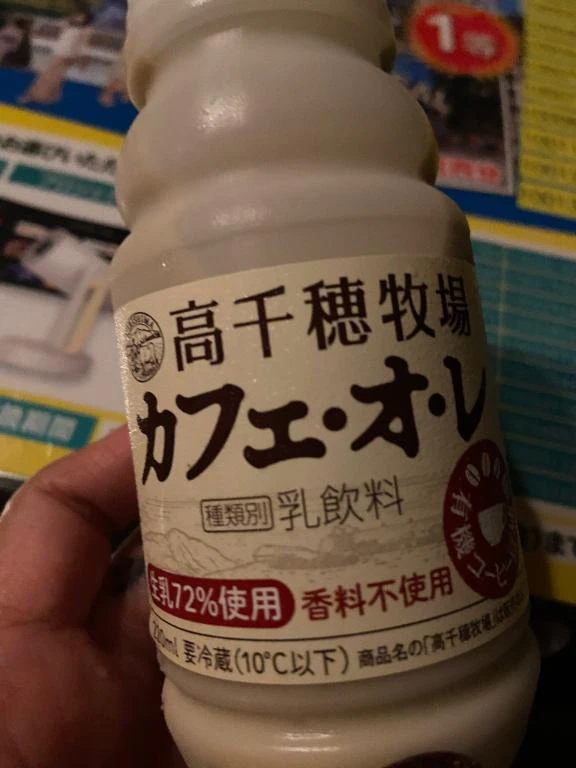 1等
高千穂牧場
カフェ・オ・レ
種類別 乳飲料
有機コーヒー
生乳72%使用 香料不使用
要冷蔵(10℃以下) 商品名の「高千穂牧場」は